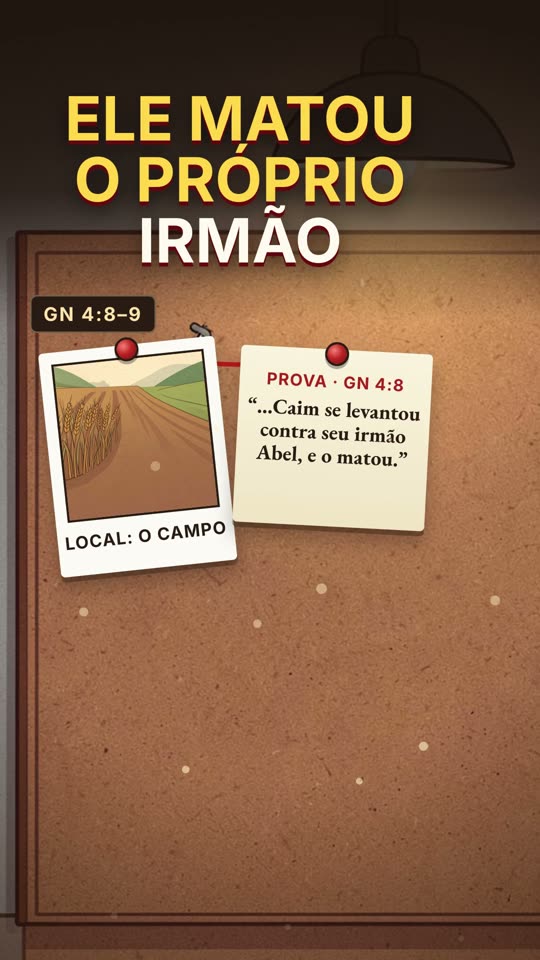 ELE MATOU
O PRÓPRIO
IRMÃO
GN 4:8–9
LOCAL: O CAMPO
PROVA · GN 4:8
“...Caim se levantou
contra seu irmão
Abel, e o matou.”